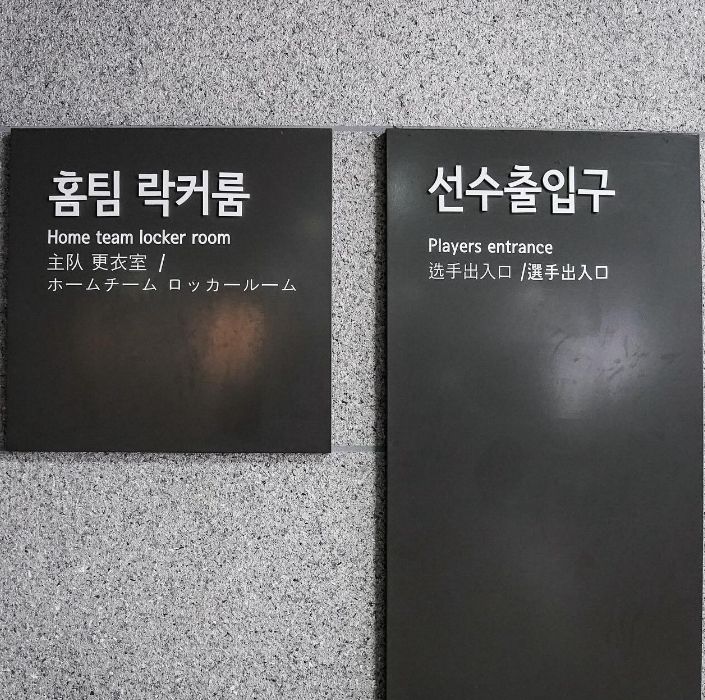 홈팀 락커룸
Home team locker room
主队 更衣室 /
ホームチーム ロッカールーム
선수출입구
Players entrance
选手出入口 /選手出入口